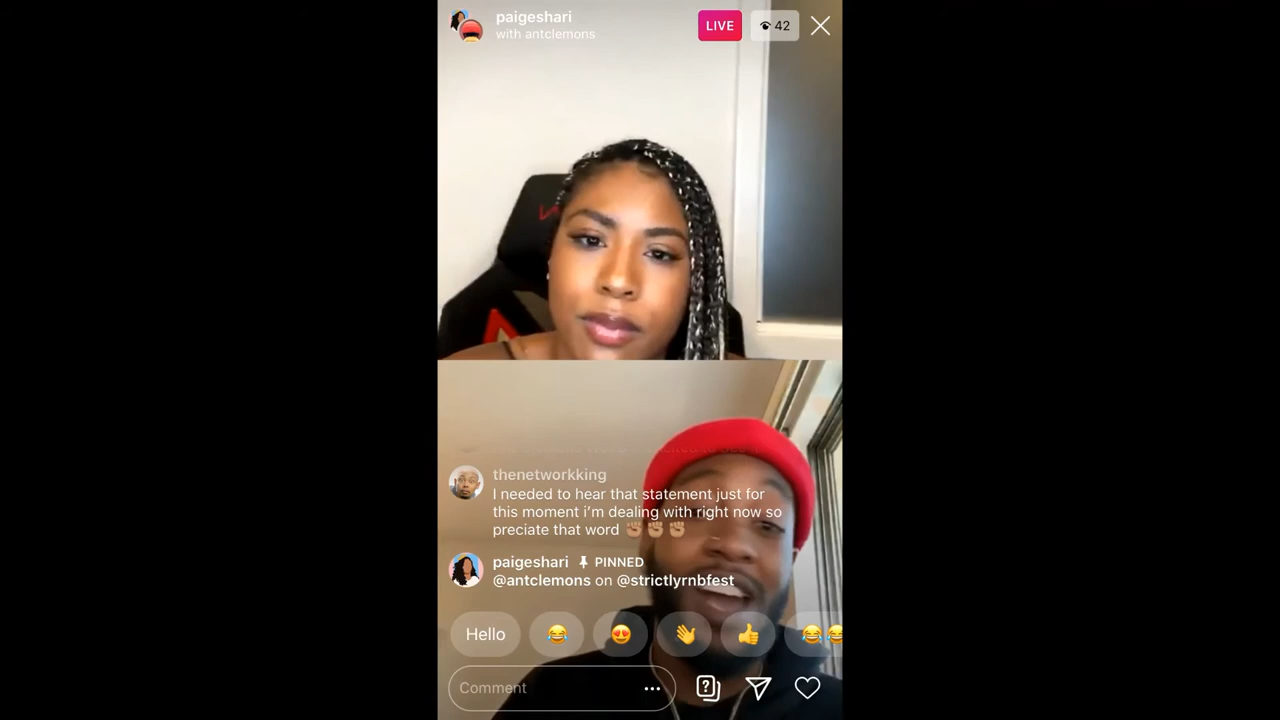 paigeshari
with antclemons
LIVE
42
thenetworkking
I needed to hear that statement just for
this moment i’m dealing with right now so
preciate that word ✊🏼✊🏼✊🏼
paigeshari PINNED
@antclemons on @strictlyrnbfest
Hello 😂 😍 👋 👍 😂😂
Comment